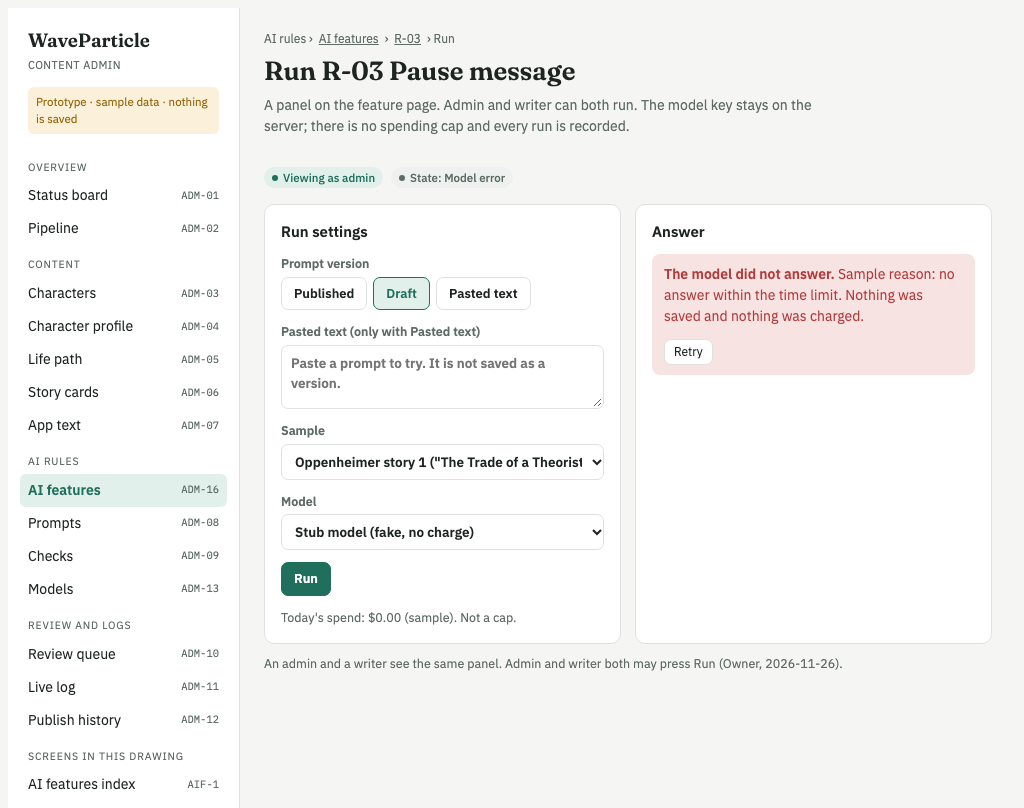 WaveParticle
CONTENT ADMIN
Prototype · sample data · nothing
is saved
OVERVIEW
Status board ADM-01
Pipeline ADM-02
CONTENT
Characters ADM-03
Character profile ADM-04
Life path ADM-05
Story cards ADM-06
App text ADM-07
AI RULES
AI features ADM-16
Prompts ADM-08
Checks ADM-09
Models ADM-13
REVIEW AND LOGS
Review queue ADM-10
Live log ADM-11
Publish history ADM-12
SCREENS IN THIS DRAWING
AI features index AIF-1
AI rules › AI features › R-03 › Run
Run R-03 Pause message
A panel on the feature page. Admin and writer can both run. The model key stays on the
server; there is no spending cap and every run is recorded.
Viewing as admin State: Model error
Run settings
Prompt version
Published Draft Pasted text
Pasted text (only with Pasted text)
Paste a prompt to try. It is not saved as a
version.
Sample
Oppenheimer story 1 ("The Trade of a Theorist
Model
Stub model (fake, no charge)
Run
Today's spend: $0.00 (sample). Not a cap.
Answer
The model did not answer. Sample reason: no
answer within the time limit. Nothing was
saved and nothing was charged.
Retry
An admin and a writer see the same panel. Admin and writer both may press Run (Owner, 2026-11-26).